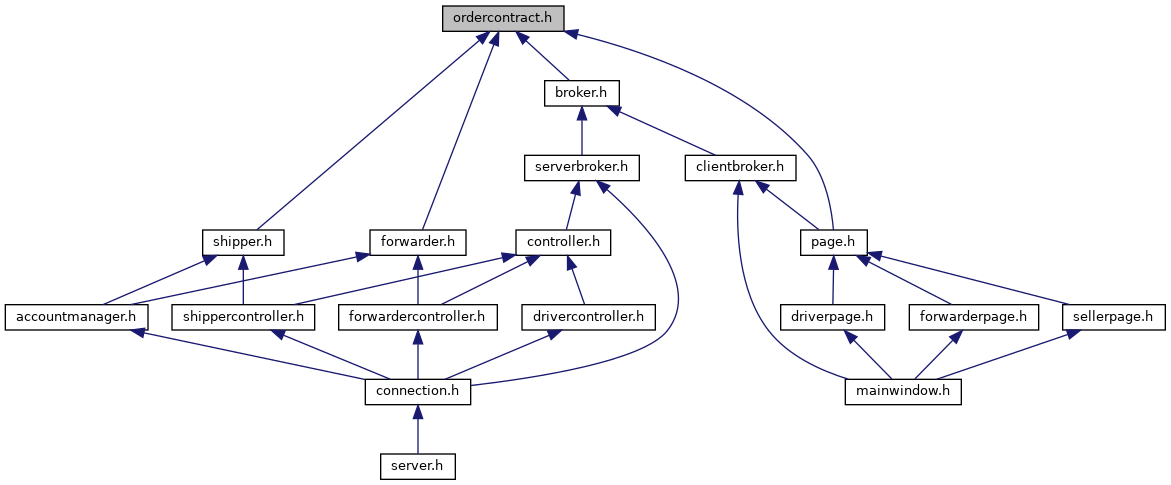 ordercontract.h
broker.h
serverbroker.h
clientbroker.h
shipper.h
forwarder.h
controller.h
page.h
accountmanager.h
shippercontroller.h
forwardercontroller.h
drivercontroller.h
driverpage.h
forwarderpage.h
sellerpage.h
connection.h
mainwindow.h
server.h